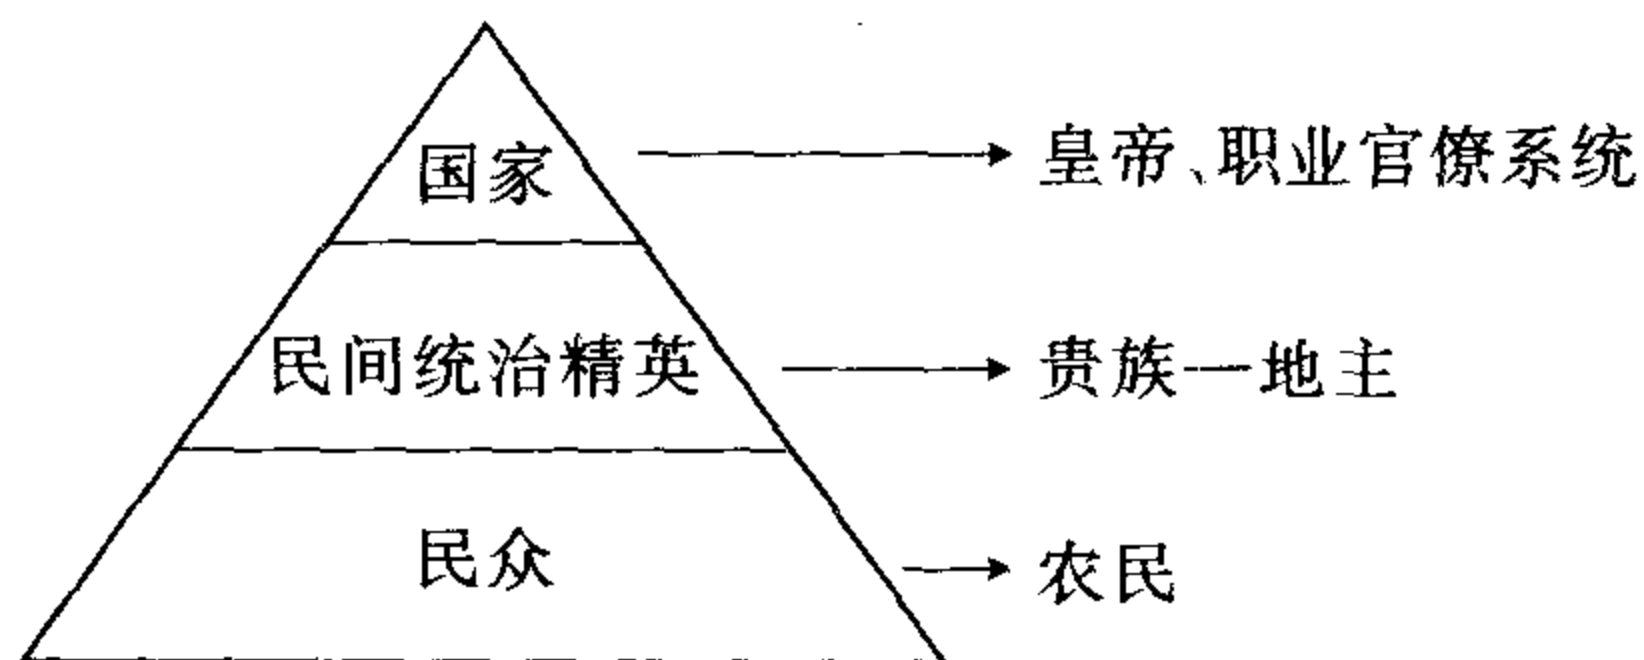 国家 皇帝、职业官僚系统
民间统治精英 贵族—地主
民众 农民